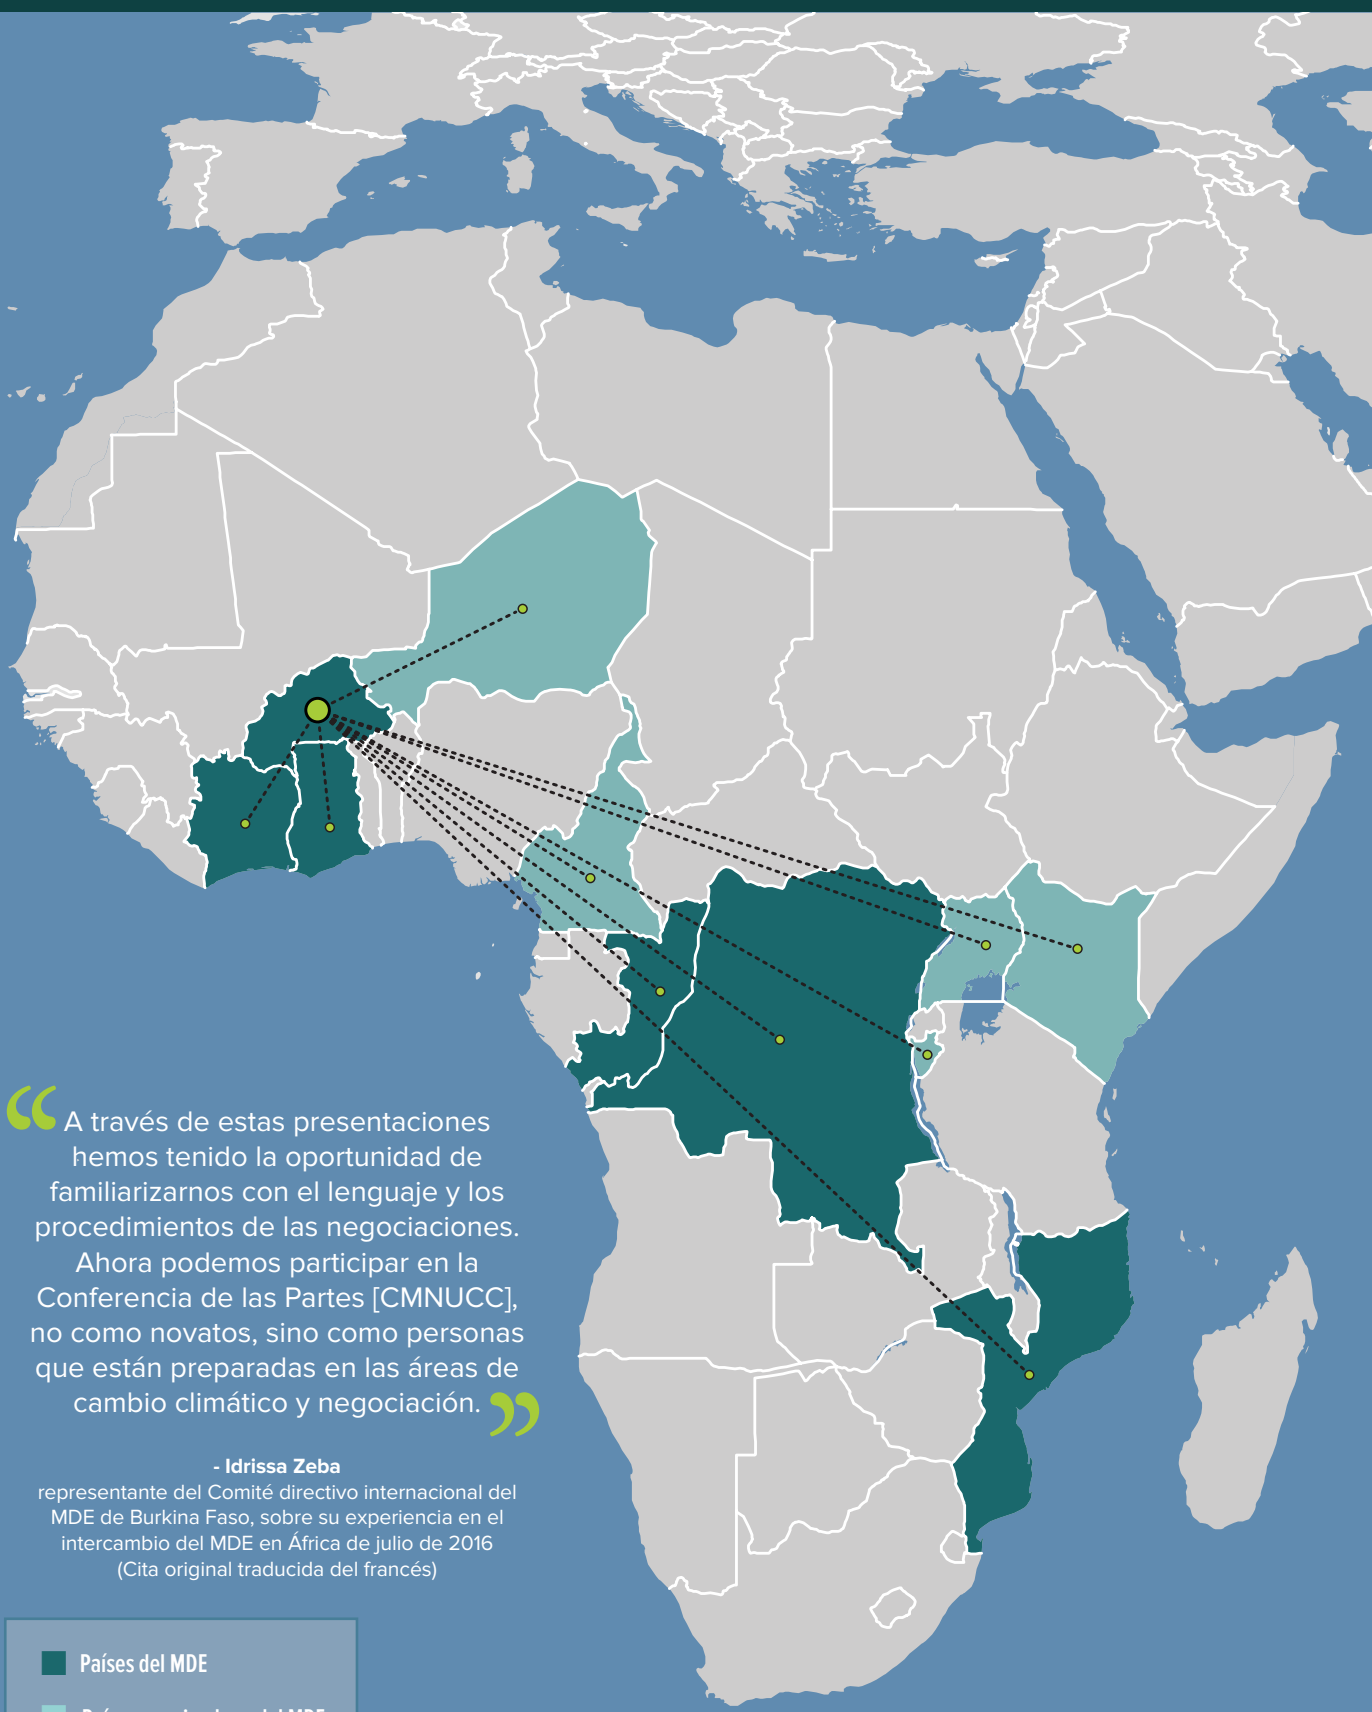 “ A través de estas presentaciones
hemos tenido la oportunidad de
familiarizarnos con el lenguaje y los
procedimientos de las negociaciones.
Ahora podemos participar en la
Conferencia de las Partes [CMNUCC],
no como novatos, sino como personas
que están preparadas en las áreas de
cambio climático y negociación. ”
- Idrissa Zeba
representante del Comité directivo internacional del
MDE de Burkina Faso, sobre su experiencia en el
intercambio del MDE en África de julio de 2016
(Cita original traducida del francés)
Países del MDE